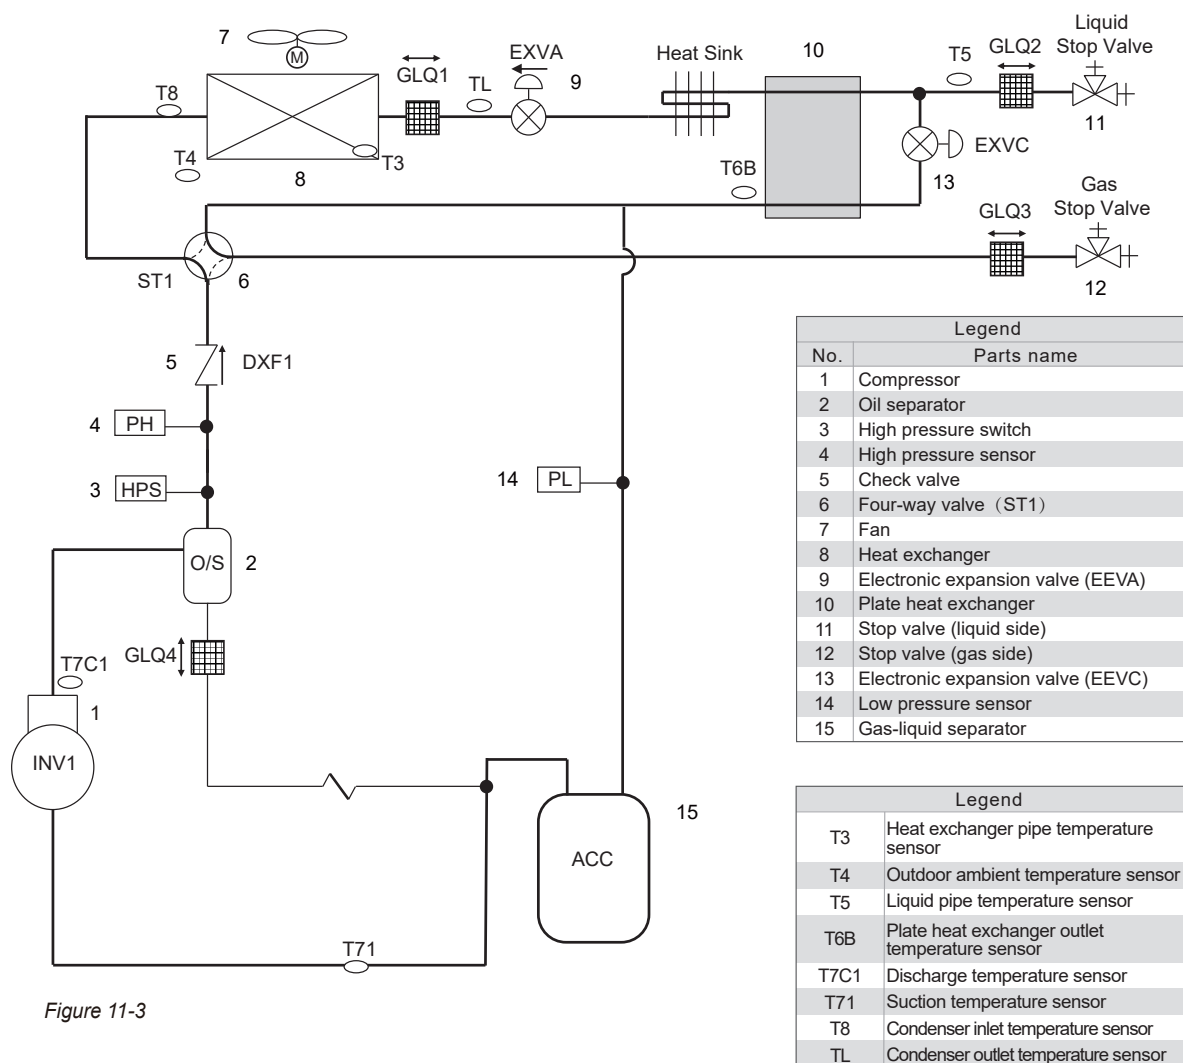 7
M
T8
T4
8
T3
GLQ1
TL
EXVA
9
Heat Sink
10
T5
GLQ2
Liquid
Stop Valve
11
EXVC
13
T6B
Gas
Stop Valve
GLQ3
12
ST1
6
5
DXF1
4
PH
3
HPS
O/S
2
GLQ4
T7C1
1
INV1
14
PL
15
ACC
T71
Figure 11-3
Legend
No. Parts name
1 Compressor
2 Oil separator
3 High pressure switch
4 High pressure sensor
5 Check valve
6 Four-way valve（ST1）
7 Fan
8 Heat exchanger
9 Electronic expansion valve (EEVA)
10 Plate heat exchanger
11 Stop valve (liquid side)
12 Stop valve (gas side)
13 Electronic expansion valve (EEVC)
14 Low pressure sensor
15 Gas-liquid separator
Legend
T3 Heat exchanger pipe temperature
sensor
T4 Outdoor ambient temperature sensor
T5 Liquid pipe temperature sensor
T6B Plate heat exchanger outlet
temperature sensor
T7C1 Discharge temperature sensor
T71 Suction temperature sensor
T8 Condenser inlet temperature sensor
TL Condenser outlet temperature sensor